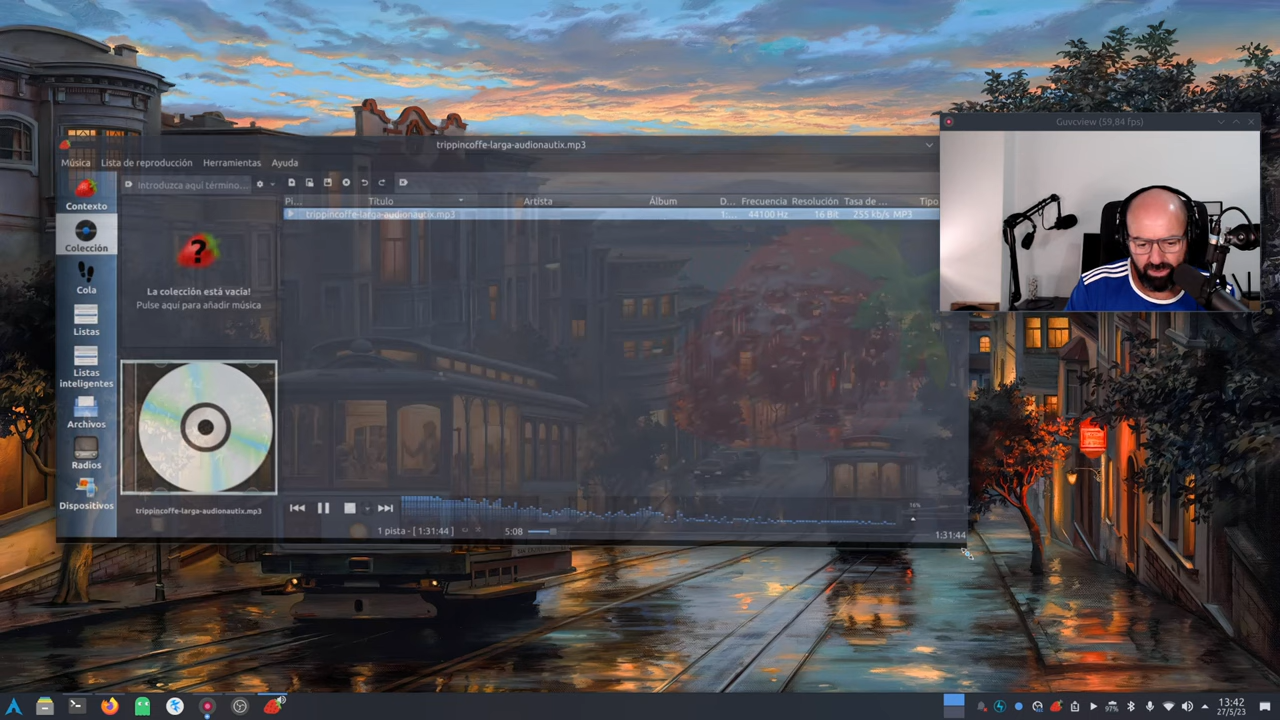 Guvcview (59,84 fps)
trippincoffe-larga-audionautix.mp3
Música Lista de reproducción Herramientas Ayuda
Introduzca aquí término...
Contexto
Pi... Título Artista Álbum D... Frecuencia Resolución Tasa de ... Tipo
trippincoffe-larga-audionautix.mp3 1:... 44100 Hz 16 Bit 255 kb/s MP3
Colección
Cola
La colección está vacía!
Pulse aquí para añadir música
Listas
Listas
inteligentes
Archivos
Radios
Dispositivos
trippincoffe-larga-audionautix.mp3
1 pista - [ 1:31:44 ]
5:08
1:31:44
97%
13:42
27/5/23